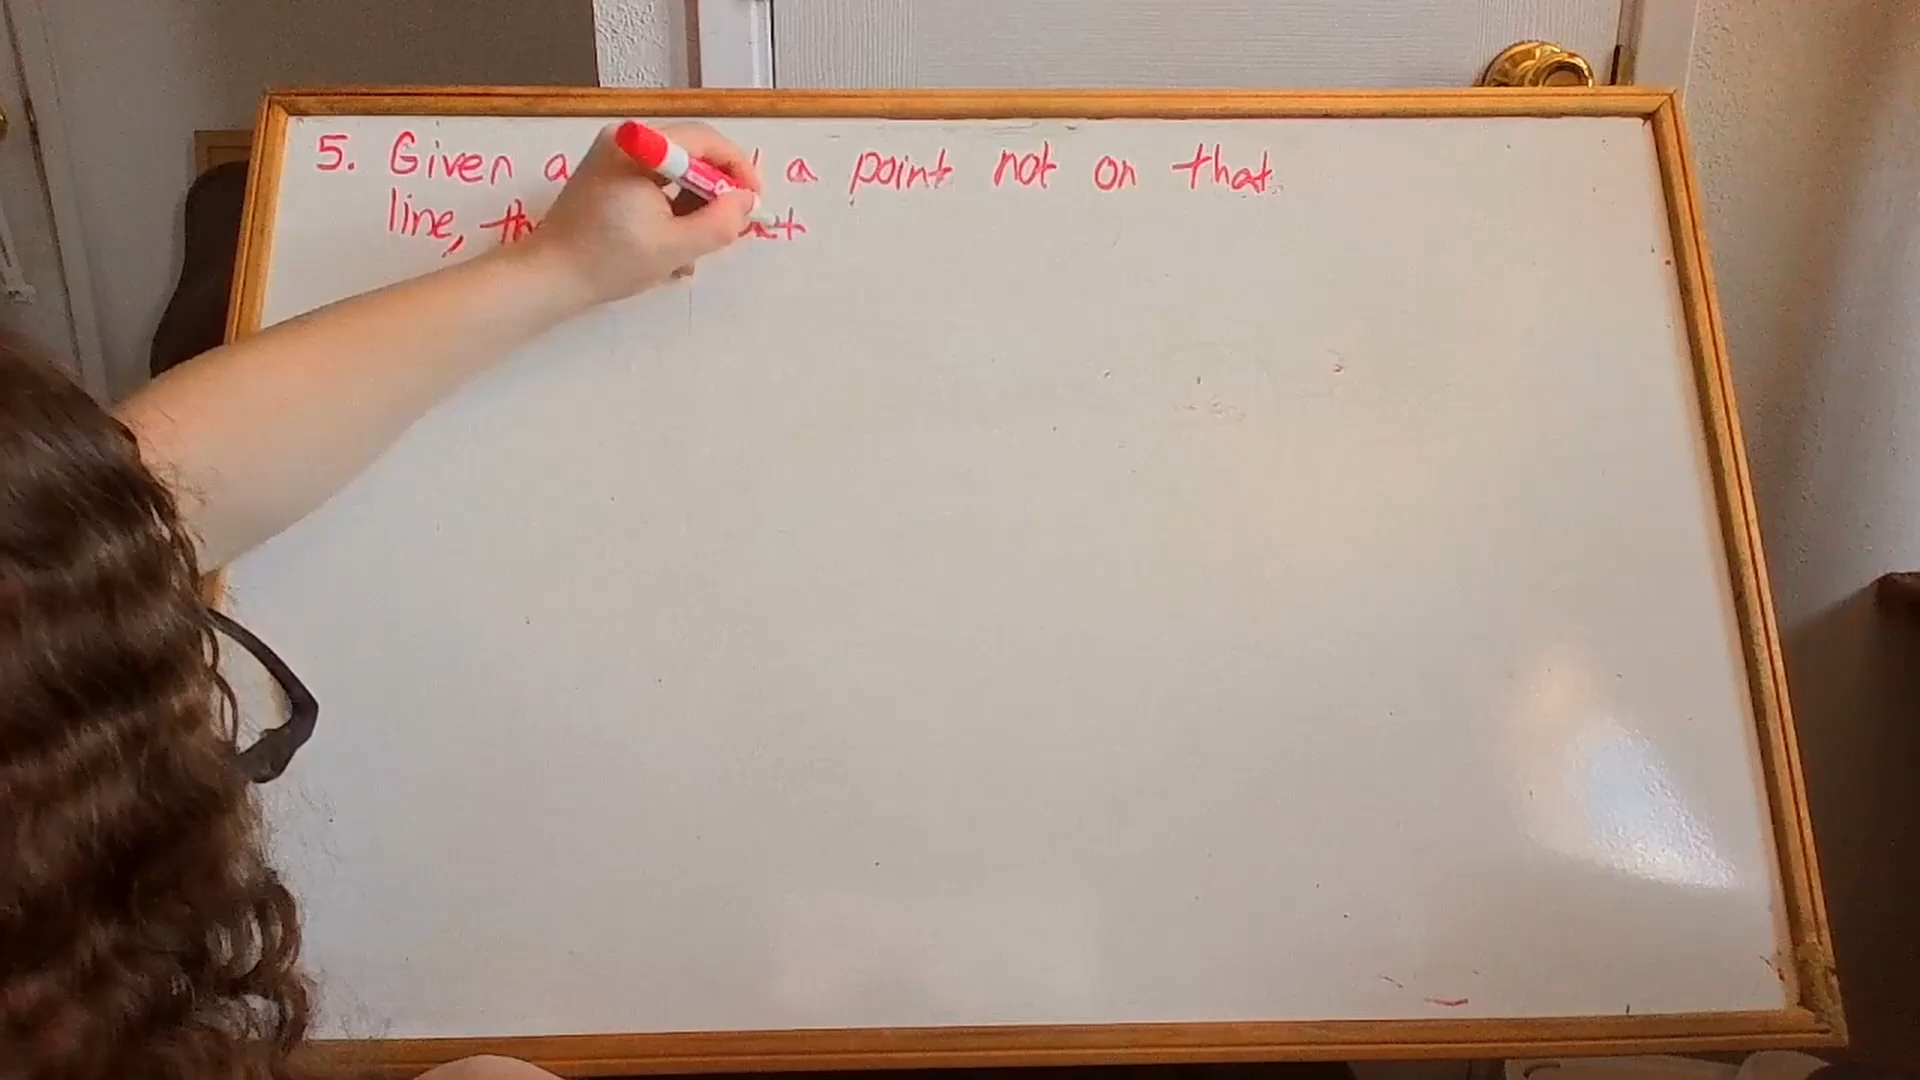 5. Given a a point not on that
line,